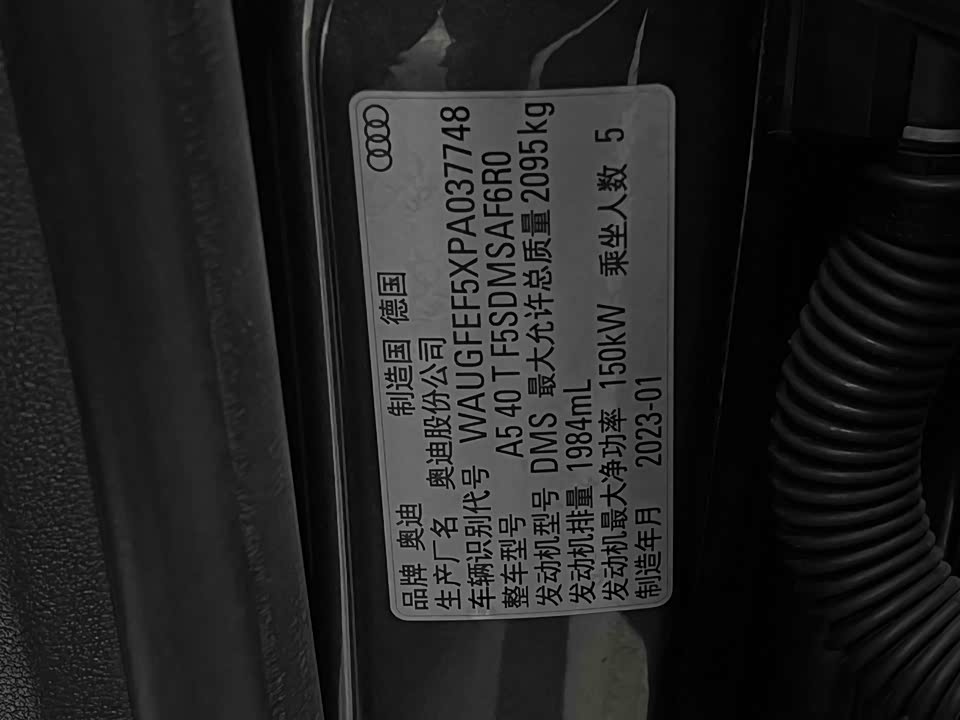 品牌 奥迪 制造国 德国
生产厂名 奥迪股份公司
车辆识别代号 WAUGFEF5XPA037748
整车型号 A5 40 T F5SDMSAF6R0
发动机型号 DMS 最大允许总质量 2095kg
发动机排量 1984mL
发动机最大净功率 150kW 乘坐人数 5
制造年月 2023-01